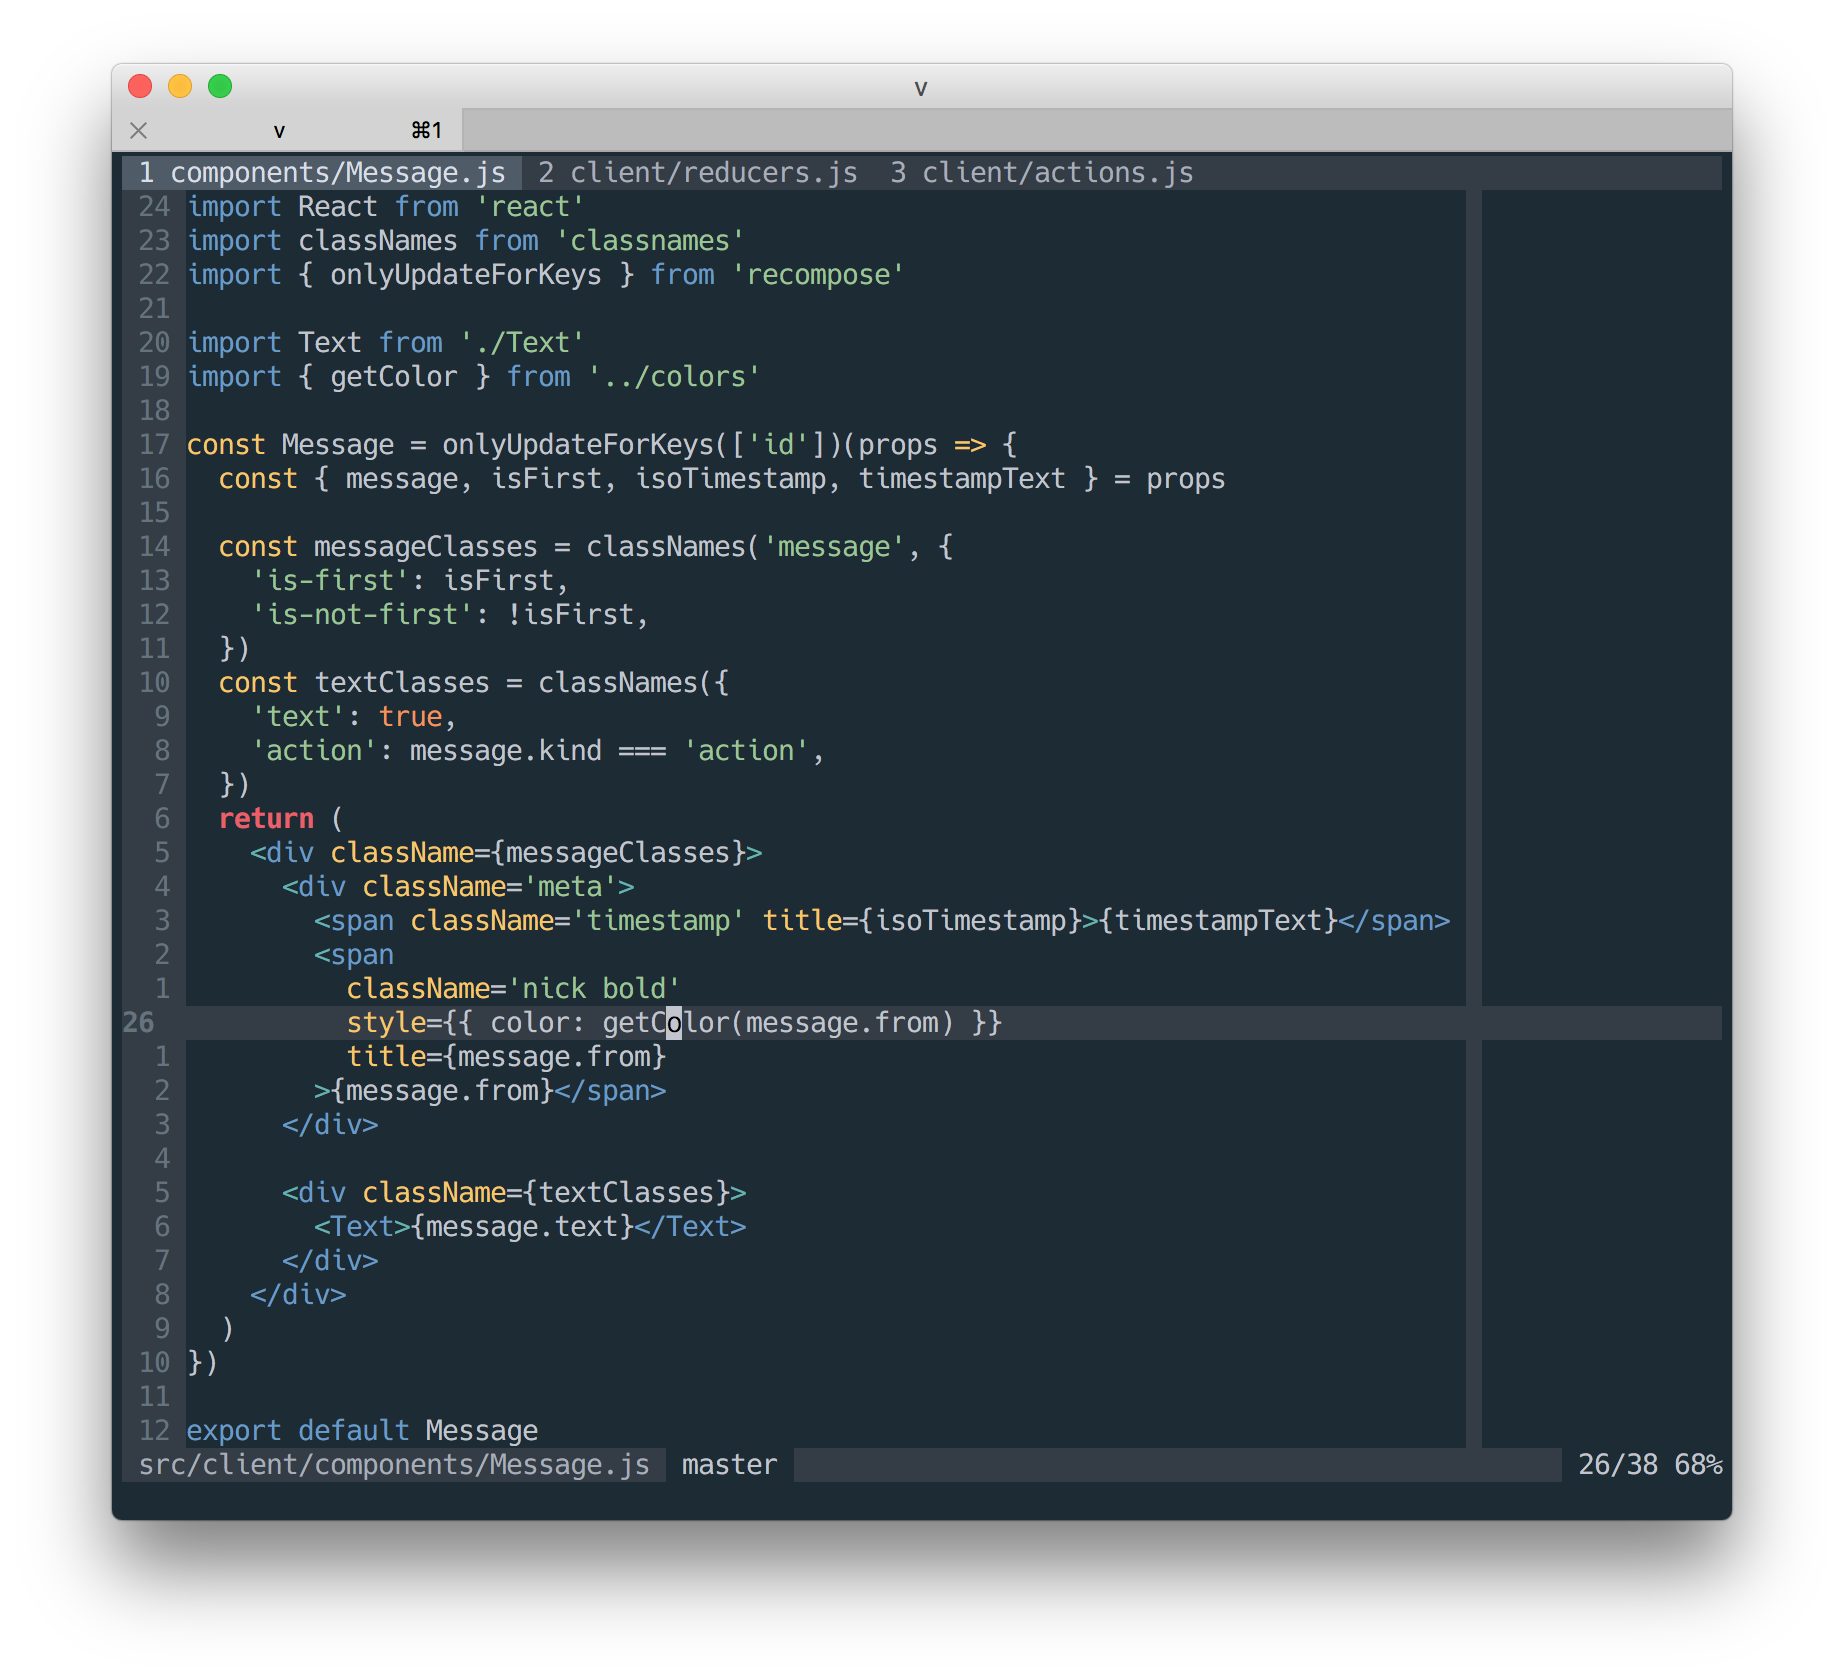 v
v ⌘1
1 components/Message.js 2 client/reducers.js 3 client/actions.js
24 import React from 'react'
23 import classNames from 'classnames'
22 import { onlyUpdateForKeys } from 'recompose'
21
20 import Text from './Text'
19 import { getColor } from '../colors'
18
17 const Message = onlyUpdateForKeys(['id'])(props => {
16   const { message, isFirst, isoTimestamp, timestampText } = props
15
14   const messageClasses = classNames('message', {
13     'is-first': isFirst,
12     'is-not-first': !isFirst,
11   })
10   const textClasses = classNames({
9     'text': true,
8     'action': message.kind === 'action',
7   })
6   return (
5     <div className={messageClasses}>
4       <div className='meta'>
3         <span className='timestamp' title={isoTimestamp}>{timestampText}</span>
2         <span
1           className='nick bold'
26           style={{ color: getColor(message.from) }}
1           title={message.from}
2         >{message.from}</span>
3       </div>
4
5       <div className={textClasses}>
6         <Text>{message.text}</Text>
7       </div>
8     </div>
9   )
10 })
11
12 export default Message
src/client/components/Message.js master 26/38 68%